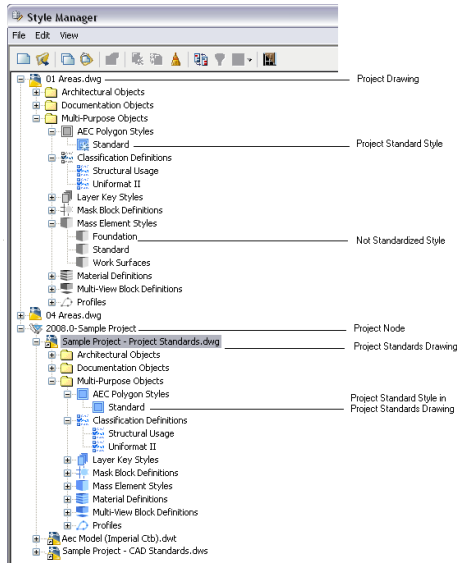 Style Manager
File Edit View
01 Areas.dwg Project Drawing
Architectural Objects
Documentation Objects
Multi-Purpose Objects
AEC Polygon Styles
Standard Project Standard Style
Classification Definitions
Structural Usage
Uniformat II
Layer Key Styles
Mask Block Definitions
Mass Element Styles
Foundation Not Standardized Style
Standard
Work Surfaces
Material Definitions
Multi-View Block Definitions
Profiles
04 Areas.dwg
2008.0-Sample Project Project Node
Sample Project - Project Standards.dwg Project Standards Drawing
Architectural Objects
Documentation Objects
Multi-Purpose Objects
AEC Polygon Styles
Standard Project Standard Style in
Project Standards Drawing
Classification Definitions
Structural Usage
Uniformat II
Layer Key Styles
Mask Block Definitions
Mass Element Styles
Material Definitions
Multi-View Block Definitions
Profiles
Aec Model (Imperial Ctb).dwt
Sample Project - CAD Standards.dws